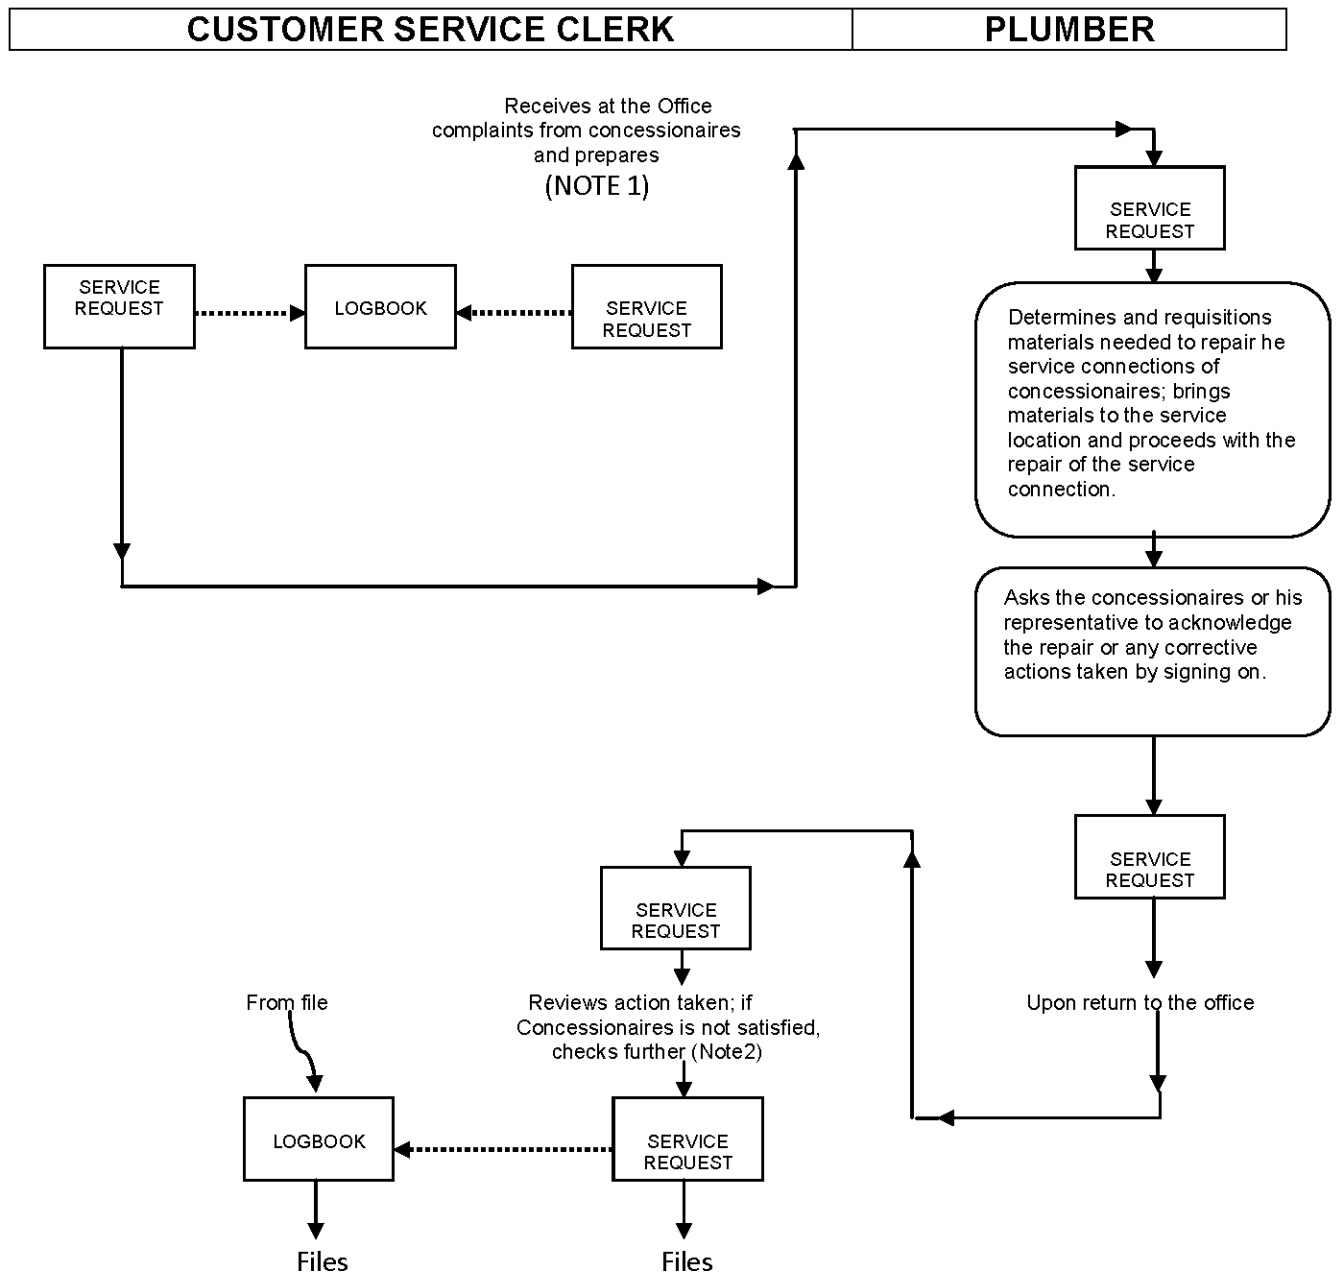 CUSTOMER SERVICE CLERK
PLUMBER
Receives at the Office
complaints from concessionaires
and prepares
(NOTE 1)
SERVICE
REQUEST
LOGBOOK
SERVICE
REQUEST
SERVICE
REQUEST
Determines and requisitions
materials needed to repair he
service connections of
concessionaires; brings
materials to the service
location and proceeds with the
repair of the service
connection.
Asks the concessionaires or his
representative to acknowledge
the repair or any corrective
actions taken by signing on.
SERVICE
REQUEST
Upon return to the office
SERVICE
REQUEST
Reviews action taken; if
Concessionaires is not satisfied,
checks further (Note2)
From file
LOGBOOK
SERVICE
REQUEST
Files
Files